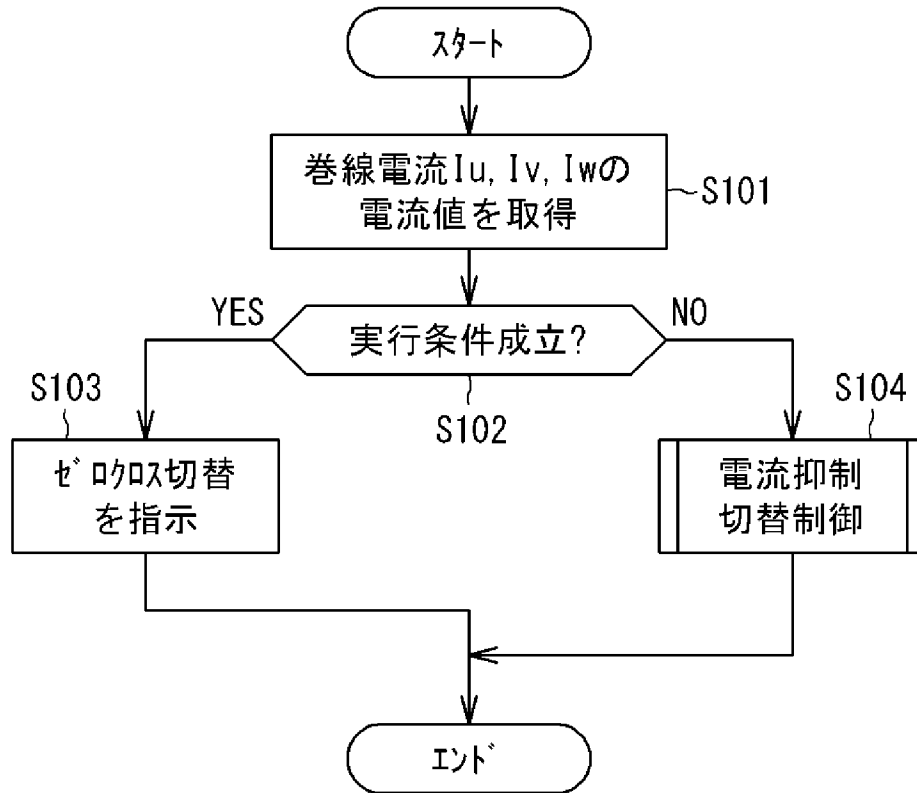 ｽﾀｰﾄ
巻線電流Iu, Iv, Iwの
電流値を取得
S101
YES
実行条件成立?
NO
S102
S103
ｾﾞﾛｸﾛｽ切替
を指示
S104
電流抑制
切替制御
ｴﾝﾄﾞ